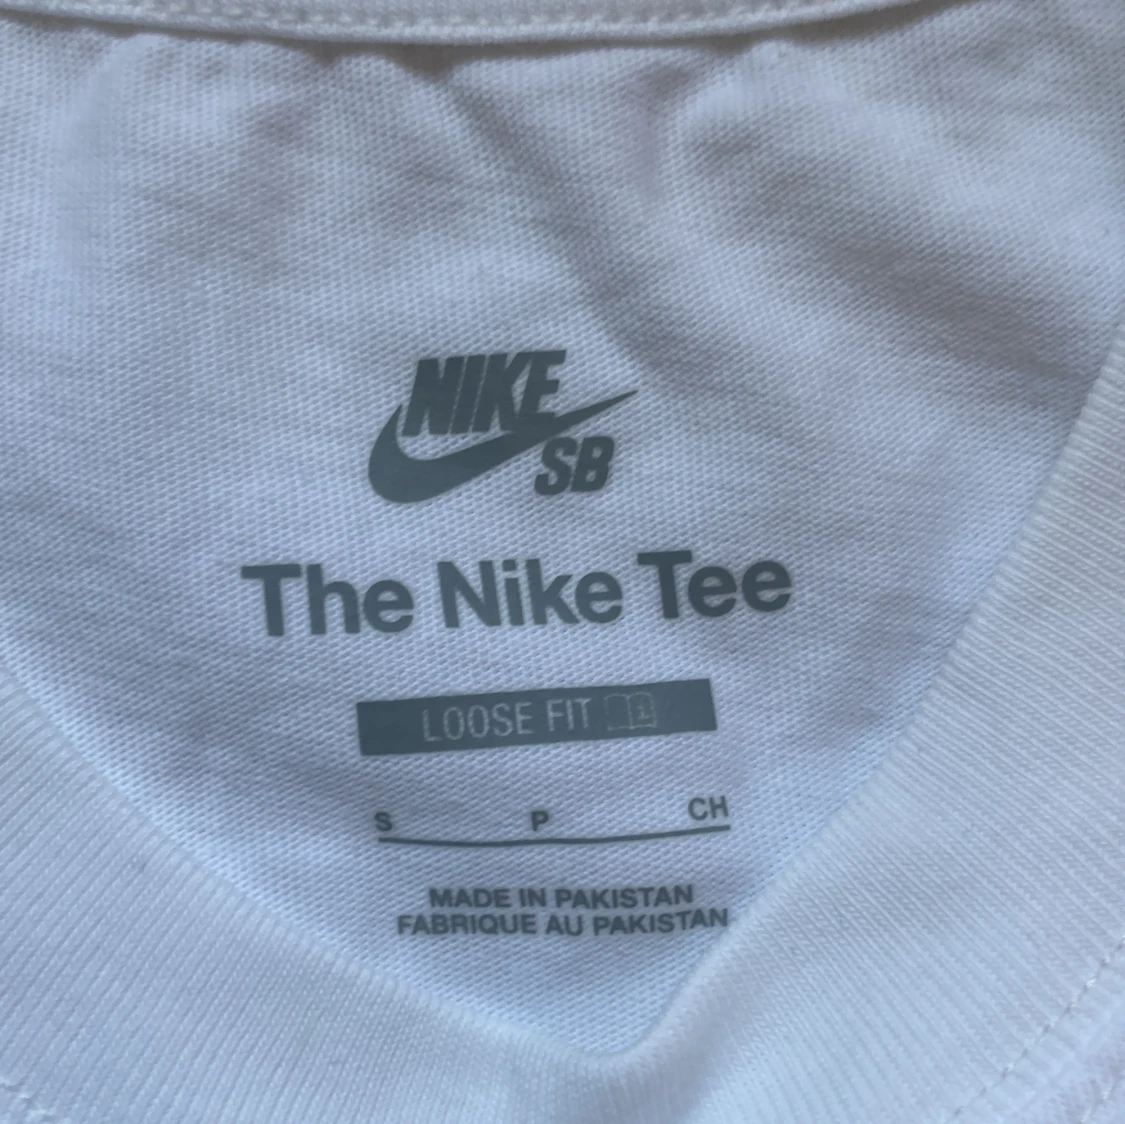 NIKE
SB
The Nike Tee
LOOSE FIT
S P CH
MADE IN PAKISTAN
FABRIQUE AU PAKISTAN